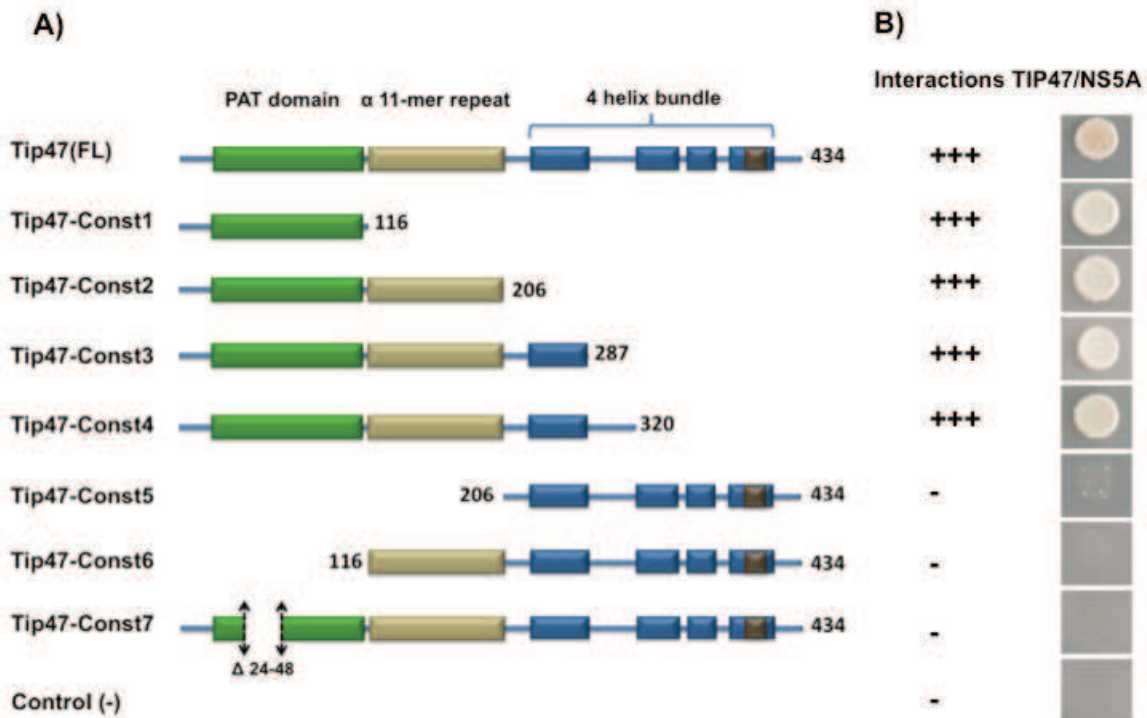 A)
B)
Interactions TIP47/NS5A
PAT domain α 11-mer repeat 4 helix bundle
Tip47(FL) 434 +++
Tip47-Const1 116 +++
Tip47-Const2 206 +++
Tip47-Const3 287 +++
Tip47-Const4 320 +++
Tip47-Const5 206 434 -
Tip47-Const6 116 434 -
Tip47-Const7 434 -
Δ 24-48
Control (-) -